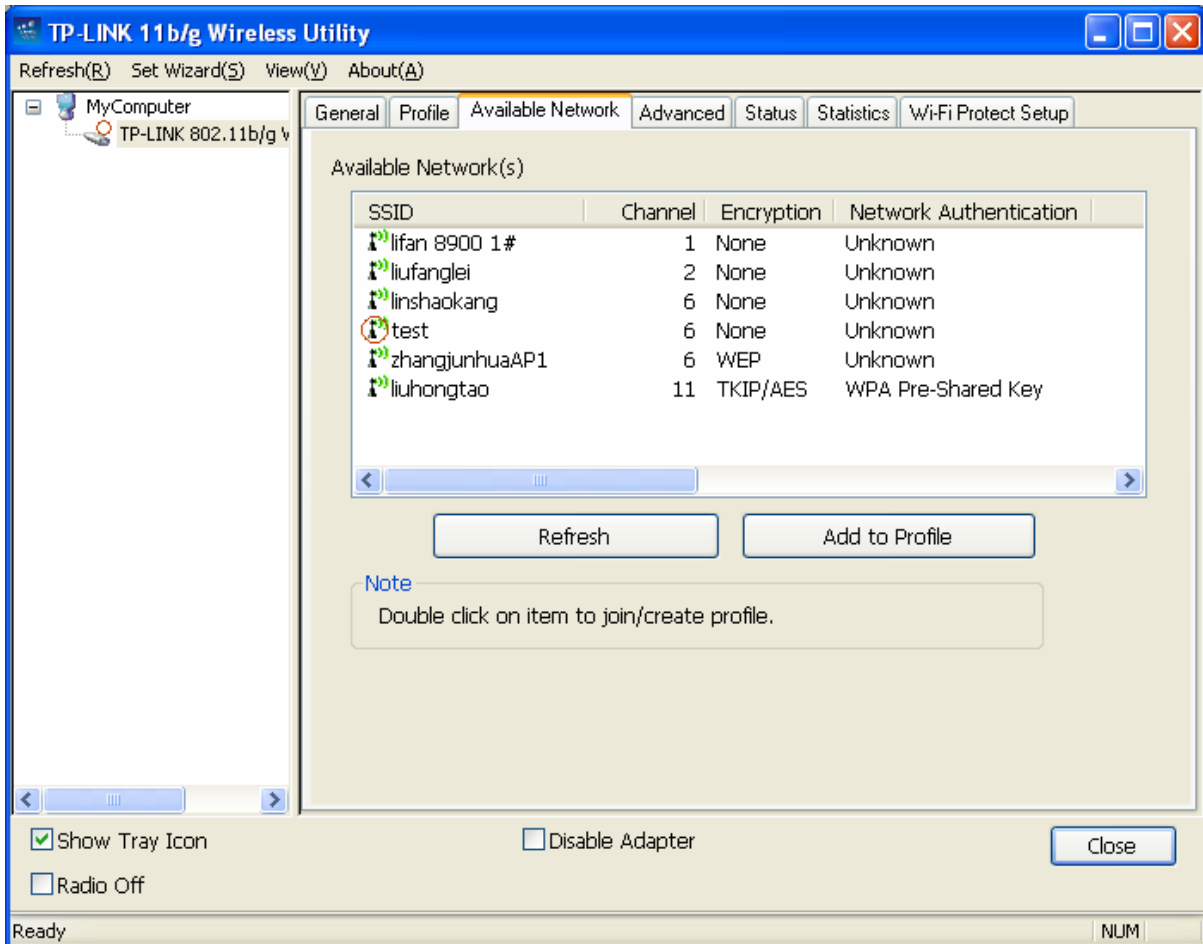 TP-LINK 11b/g Wireless Utility
Refresh(R) Set Wizard(S) View(V) About(A)
MyComputer
TP-LINK 802.11b/g W
General Profile Available Network Advanced Status Statistics Wi-Fi Protect Setup
Available Network(s)
SSID Channel Encryption Network Authentication
lifan 8900 1# 1 None Unknown
liufanglei 2 None Unknown
linshaokang 6 None Unknown
test 6 None Unknown
zhangjunhuaAP1 6 WEP Unknown
liuhongtao 11 TKIP/AES WPA Pre-Shared Key
Refresh Add to Profile
Note
Double click on item to join/create profile.
Show Tray Icon Disable Adapter Close
Radio Off
Ready NUM